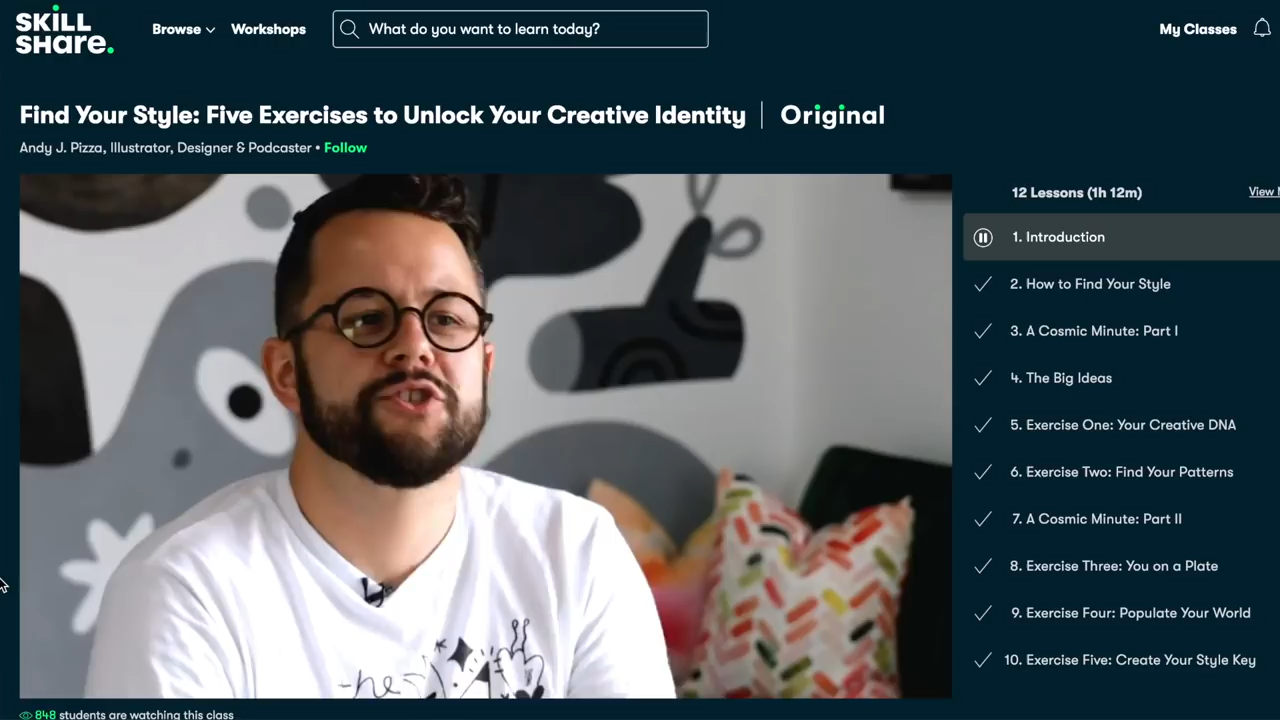 SKILL
SHare.
Browse
Workshops
What do you want to learn today?
My Classes
Find Your Style: Five Exercises to Unlock Your Creative Identity | Original
Andy J. Pizza, Illustrator, Designer & Podcaster • Follow
12 Lessons (1h 12m)
View
1. Introduction
2. How to Find Your Style
3. A Cosmic Minute: Part I
4. The Big Ideas
5. Exercise One: Your Creative DNA
6. Exercise Two: Find Your Patterns
7. A Cosmic Minute: Part II
8. Exercise Three: You on a Plate
9. Exercise Four: Populate Your World
10. Exercise Five: Create Your Style Key
848 students are watching this class